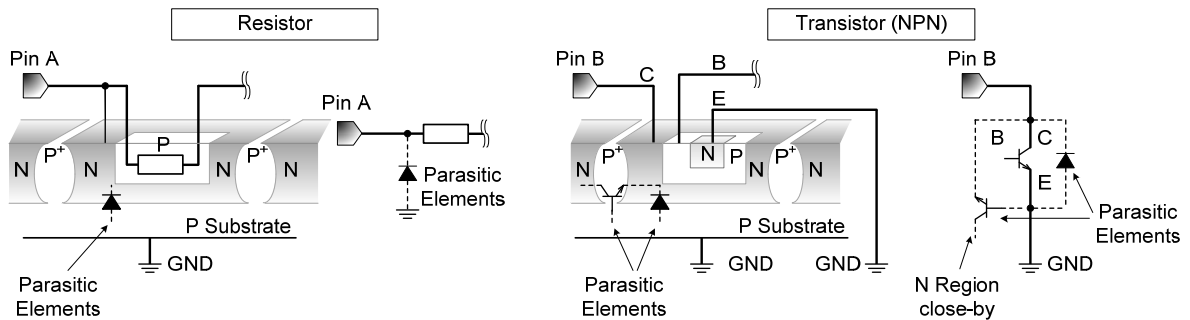 Resistor
Transistor (NPN)
Pin A
Pin A
N
P+
N
P
N
P+
N
Parasitic
Elements
P Substrate
GND
Parasitic
Elements
Pin B
C
B
E
N
P+
N
N
P
N
P+
N
P Substrate
GND
GND
Parasitic
Elements
Pin B
B
C
E
Parasitic
Elements
GND
N Region
close-by